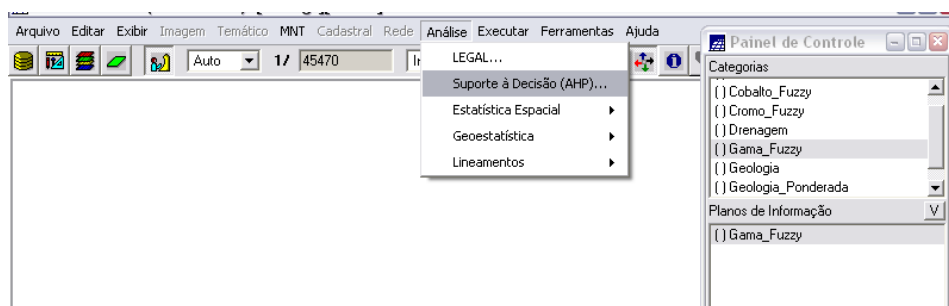 Arquivo Editar Exibir Imagem Temático MNT Cadastral Rede Análise Executar Ferramentas Ajuda
Auto 1/ 45470
LEGAL...
Suporte à Decisão (AHP)...
Estatística Espacial
Geoestatística
Lineamentos
Painel de Controle
Categorias
() Cobalto_Fuzzy
() Cromo_Fuzzy
() Drenagem
() Gama_Fuzzy
() Geologia
() Geologia_Ponderada
Planos de Informação V
() Gama_Fuzzy